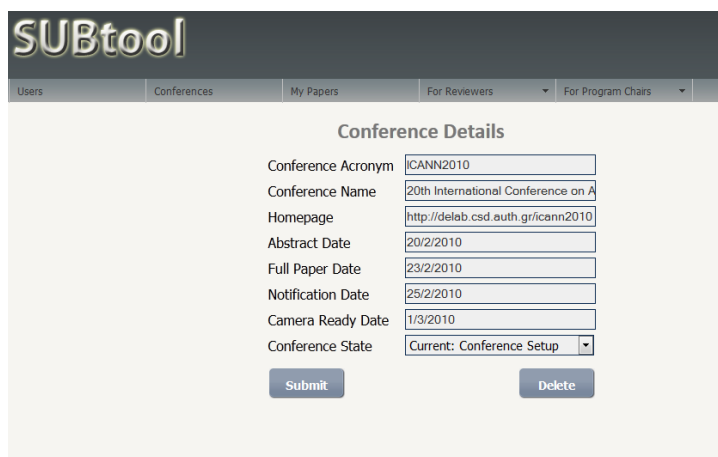 SUBtool
Users Conferences My Papers For Reviewers For Program Chairs
Conference Details
Conference Acronym ICANN2010
Conference Name 20th International Conference on A
Homepage http://delab.csd.auth.gr/icann2010
Abstract Date 20/2/2010
Full Paper Date 23/2/2010
Notification Date 25/2/2010
Camera Ready Date 1/3/2010
Conference State Current: Conference Setup
Submit Delete